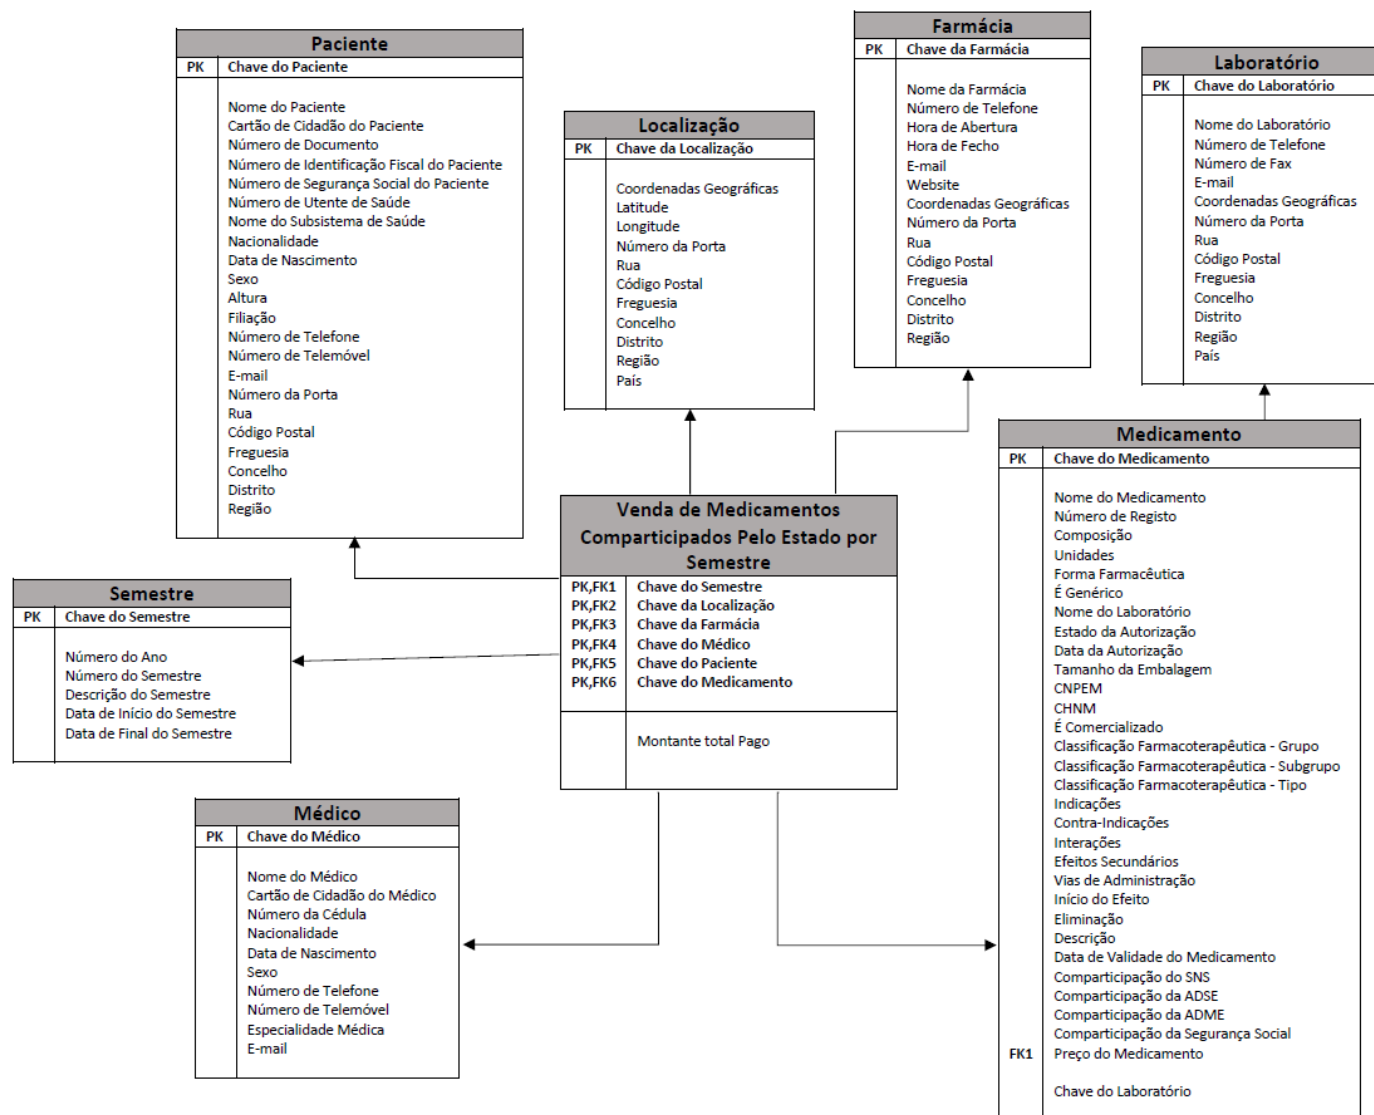 Paciente
PK Chave do Paciente
Nome do Paciente
Cartão de Cidadão do Paciente
Número de Documento
Número de Identificação Fiscal do Paciente
Número de Segurança Social do Paciente
Número de Utente de Saúde
Nome do Subsistema de Saúde
Nacionalidade
Data de Nascimento
Sexo
Altura
Filiação
Número de Telefone
Número de Telemóvel
E-mail
Número da Porta
Rua
Código Postal
Freguesia
Concelho
Distrito
Região
Localização
PK Chave da Localização
Coordenadas Geográficas
Latitude
Longitude
Número da Porta
Rua
Código Postal
Freguesia
Concelho
Distrito
Região
País
Farmácia
PK Chave da Farmácia
Nome da Farmácia
Número de Telefone
Hora de Abertura
Hora de Fecho
E-mail
Website
Coordenadas Geográficas
Número da Porta
Rua
Código Postal
Freguesia
Concelho
Distrito
Região
Laboratório
PK Chave do Laboratório
Nome do Laboratório
Número de Telefone
Número de Fax
E-mail
Coordenadas Geográficas
Número da Porta
Rua
Código Postal
Freguesia
Concelho
Distrito
Região
País
Semestre
PK Chave do Semestre
Número do Ano
Número do Semestre
Descrição do Semestre
Data de Início do Semestre
Data de Final do Semestre
Venda de Medicamentos
Comparticipados Pelo Estado por
Semestre
PK,FK1 Chave do Semestre
PK,FK2 Chave da Localização
PK,FK3 Chave da Farmácia
PK,FK4 Chave do Médico
PK,FK5 Chave do Paciente
PK,FK6 Chave do Medicamento
Montante total Pago
Médico
PK Chave do Médico
Nome do Médico
Cartão de Cidadão do Médico
Número da Cédula
Nacionalidade
Data de Nascimento
Sexo
Número de Telefone
Número de Telemóvel
Especialidade Médica
E-mail
Medicamento
PK Chave do Medicamento
Nome do Medicamento
Número de Registo
Composição
Unidades
Forma Farmacêutica
É Genérico
Nome do Laboratório
Estado da Autorização
Data da Autorização
Tamanho da Embalagem
CNPEM
CHNM
É Comercializado
Classificação Farmacoterapêutica - Grupo
Classificação Farmacoterapêutica - Subgrupo
Classificação Farmacoterapêutica - Tipo
Indicações
Contra-Indicações
Interações
Efeitos Secundários
Vias de Administração
Início do Efeito
Eliminação
Descrição
Data de Validade do Medicamento
Comparticipação do SNS
Comparticipação da ADSE
Comparticipação da ADME
Comparticipação da Segurança Social
FK1 Preço do Medicamento
Chave do Laboratório